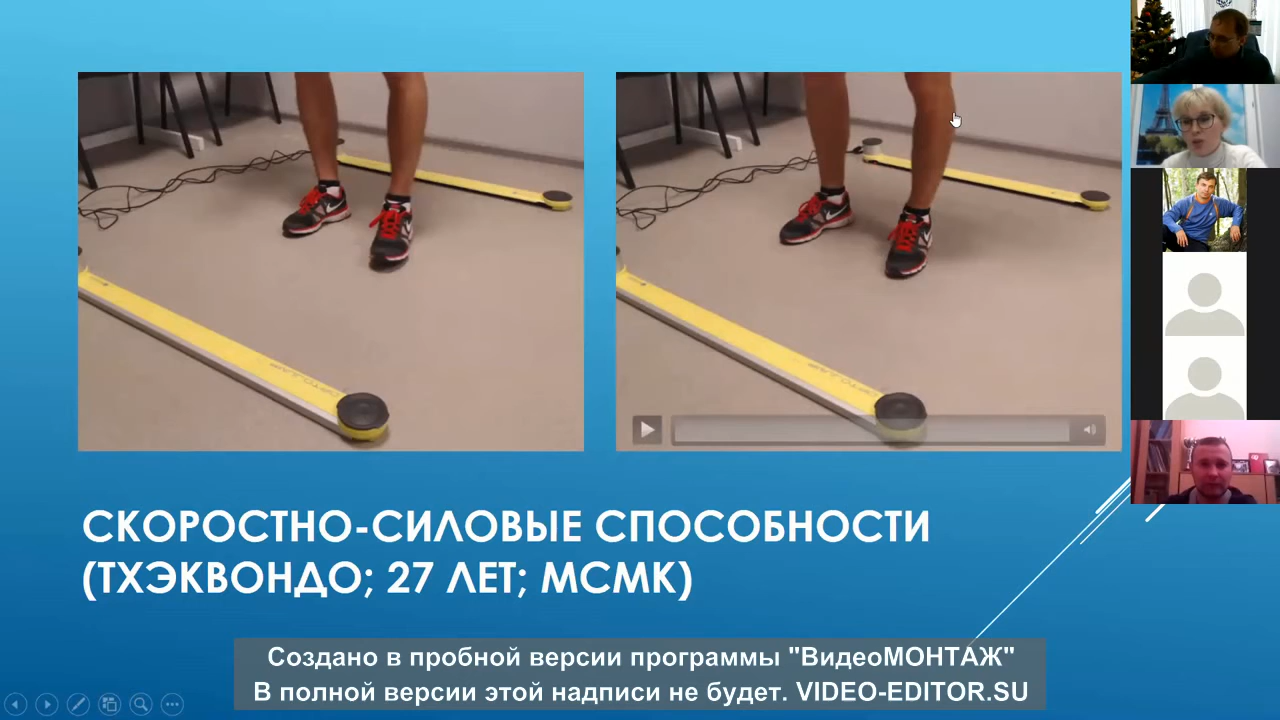 СКОРОСТНО-СИЛОВЫЕ СПОСОБНОСТИ
(ТХЭКВОНДО; 27 ЛЕТ; МСМК)
Создано в пробной версии программы "ВидеоМОНТАЖ"
В полной версии этой надписи не будет. VIDEO-EDITOR.SU